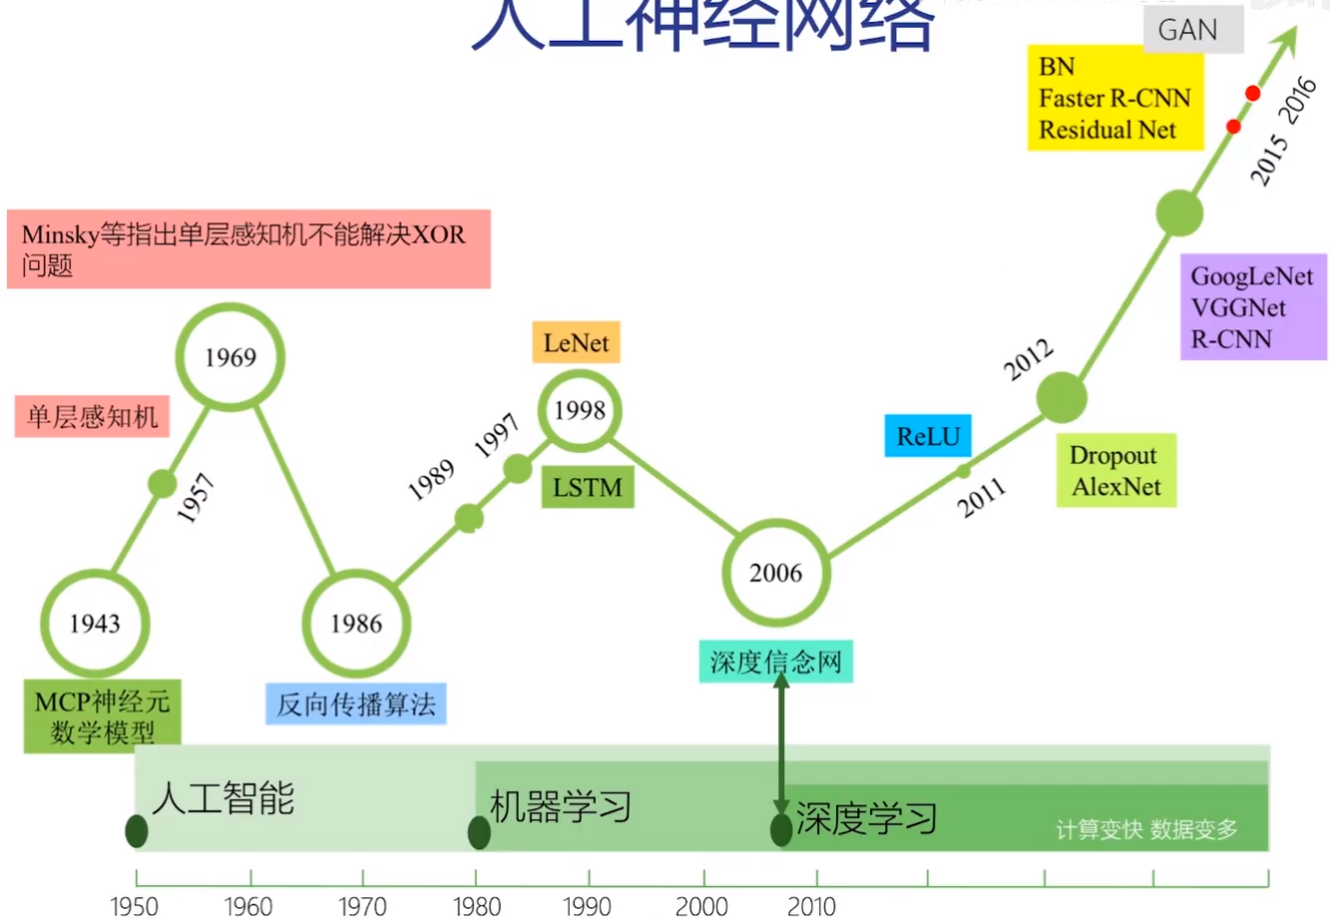 人工神经网络
GAN
BN
Faster R-CNN
Residual Net
2016
2015
Minsky等指出单层感知机不能解决XOR
问题
GoogLeNet
VGGNet
R-CNN
1969
LeNet
2012
单层感知机
1998
1997
ReLU
1989
Dropout
AlexNet
LSTM
1957
2011
2006
1943
1986
深度信念网
MCP神经元
数学模型
反向传播算法
人工智能
机器学习
深度学习
计算变快 数据变多
1950 1960 1970 1980 1990 2000 2010